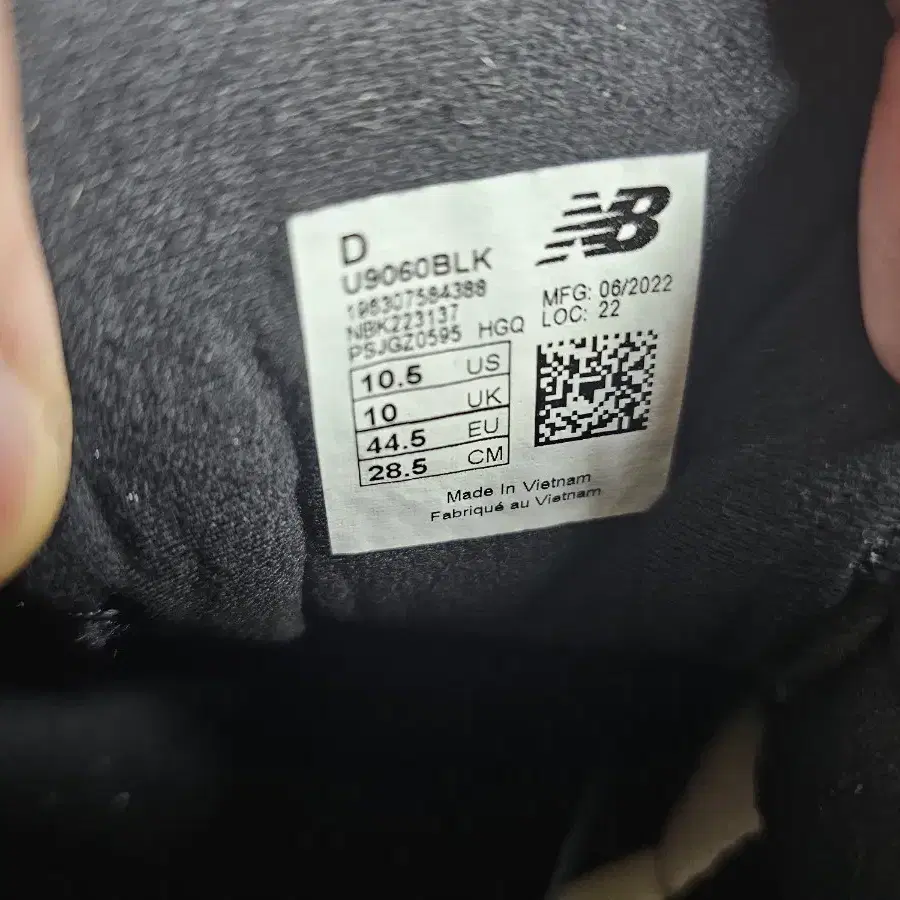 D
U9060BLK
196307584388
NBK223137
PSJGZ0595 HGQ
NB
MFG: 06/2022
LOC: 22
10.5 US
10 UK
44.5 EU
28.5 CM
Made In Vietnam
Fabriqué au Vietnam